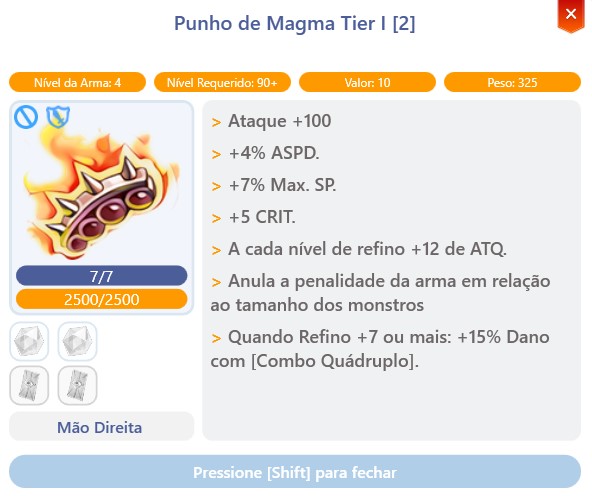 Punho de Magma Tier I [2]
Nível da Arma: 4
Nível Requerido: 90+
Valor: 10
Peso: 325
7/7
2500/2500
Mão Direita
> Ataque +100
> +4% ASPD.
> +7% Max. SP.
> +5 CRIT.
> A cada nível de refino +12 de ATQ.
> Anula a penalidade da arma em relação
ao tamanho dos monstros
> Quando Refino +7 ou mais: +15% Dano
com [Combo Quádruplo].
Pressione [Shift] para fechar